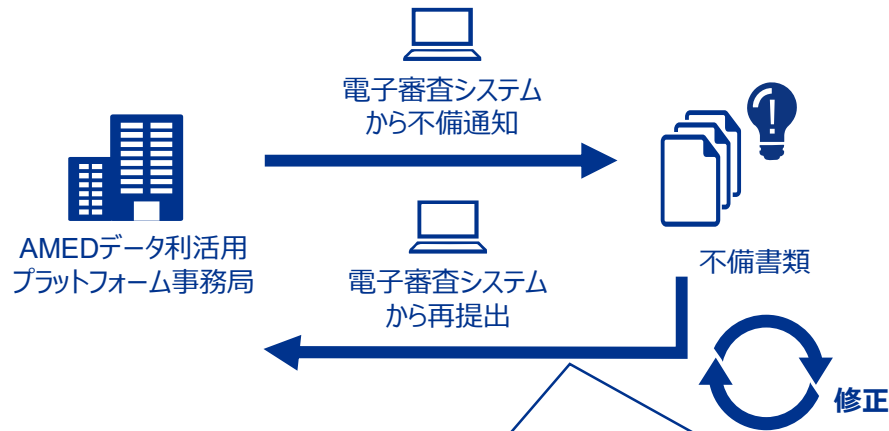 電子審査システム
から不備通知
AMEDデータ利活用
プラットフォーム事務局
電子審査システム
から再提出
不備書類
修正